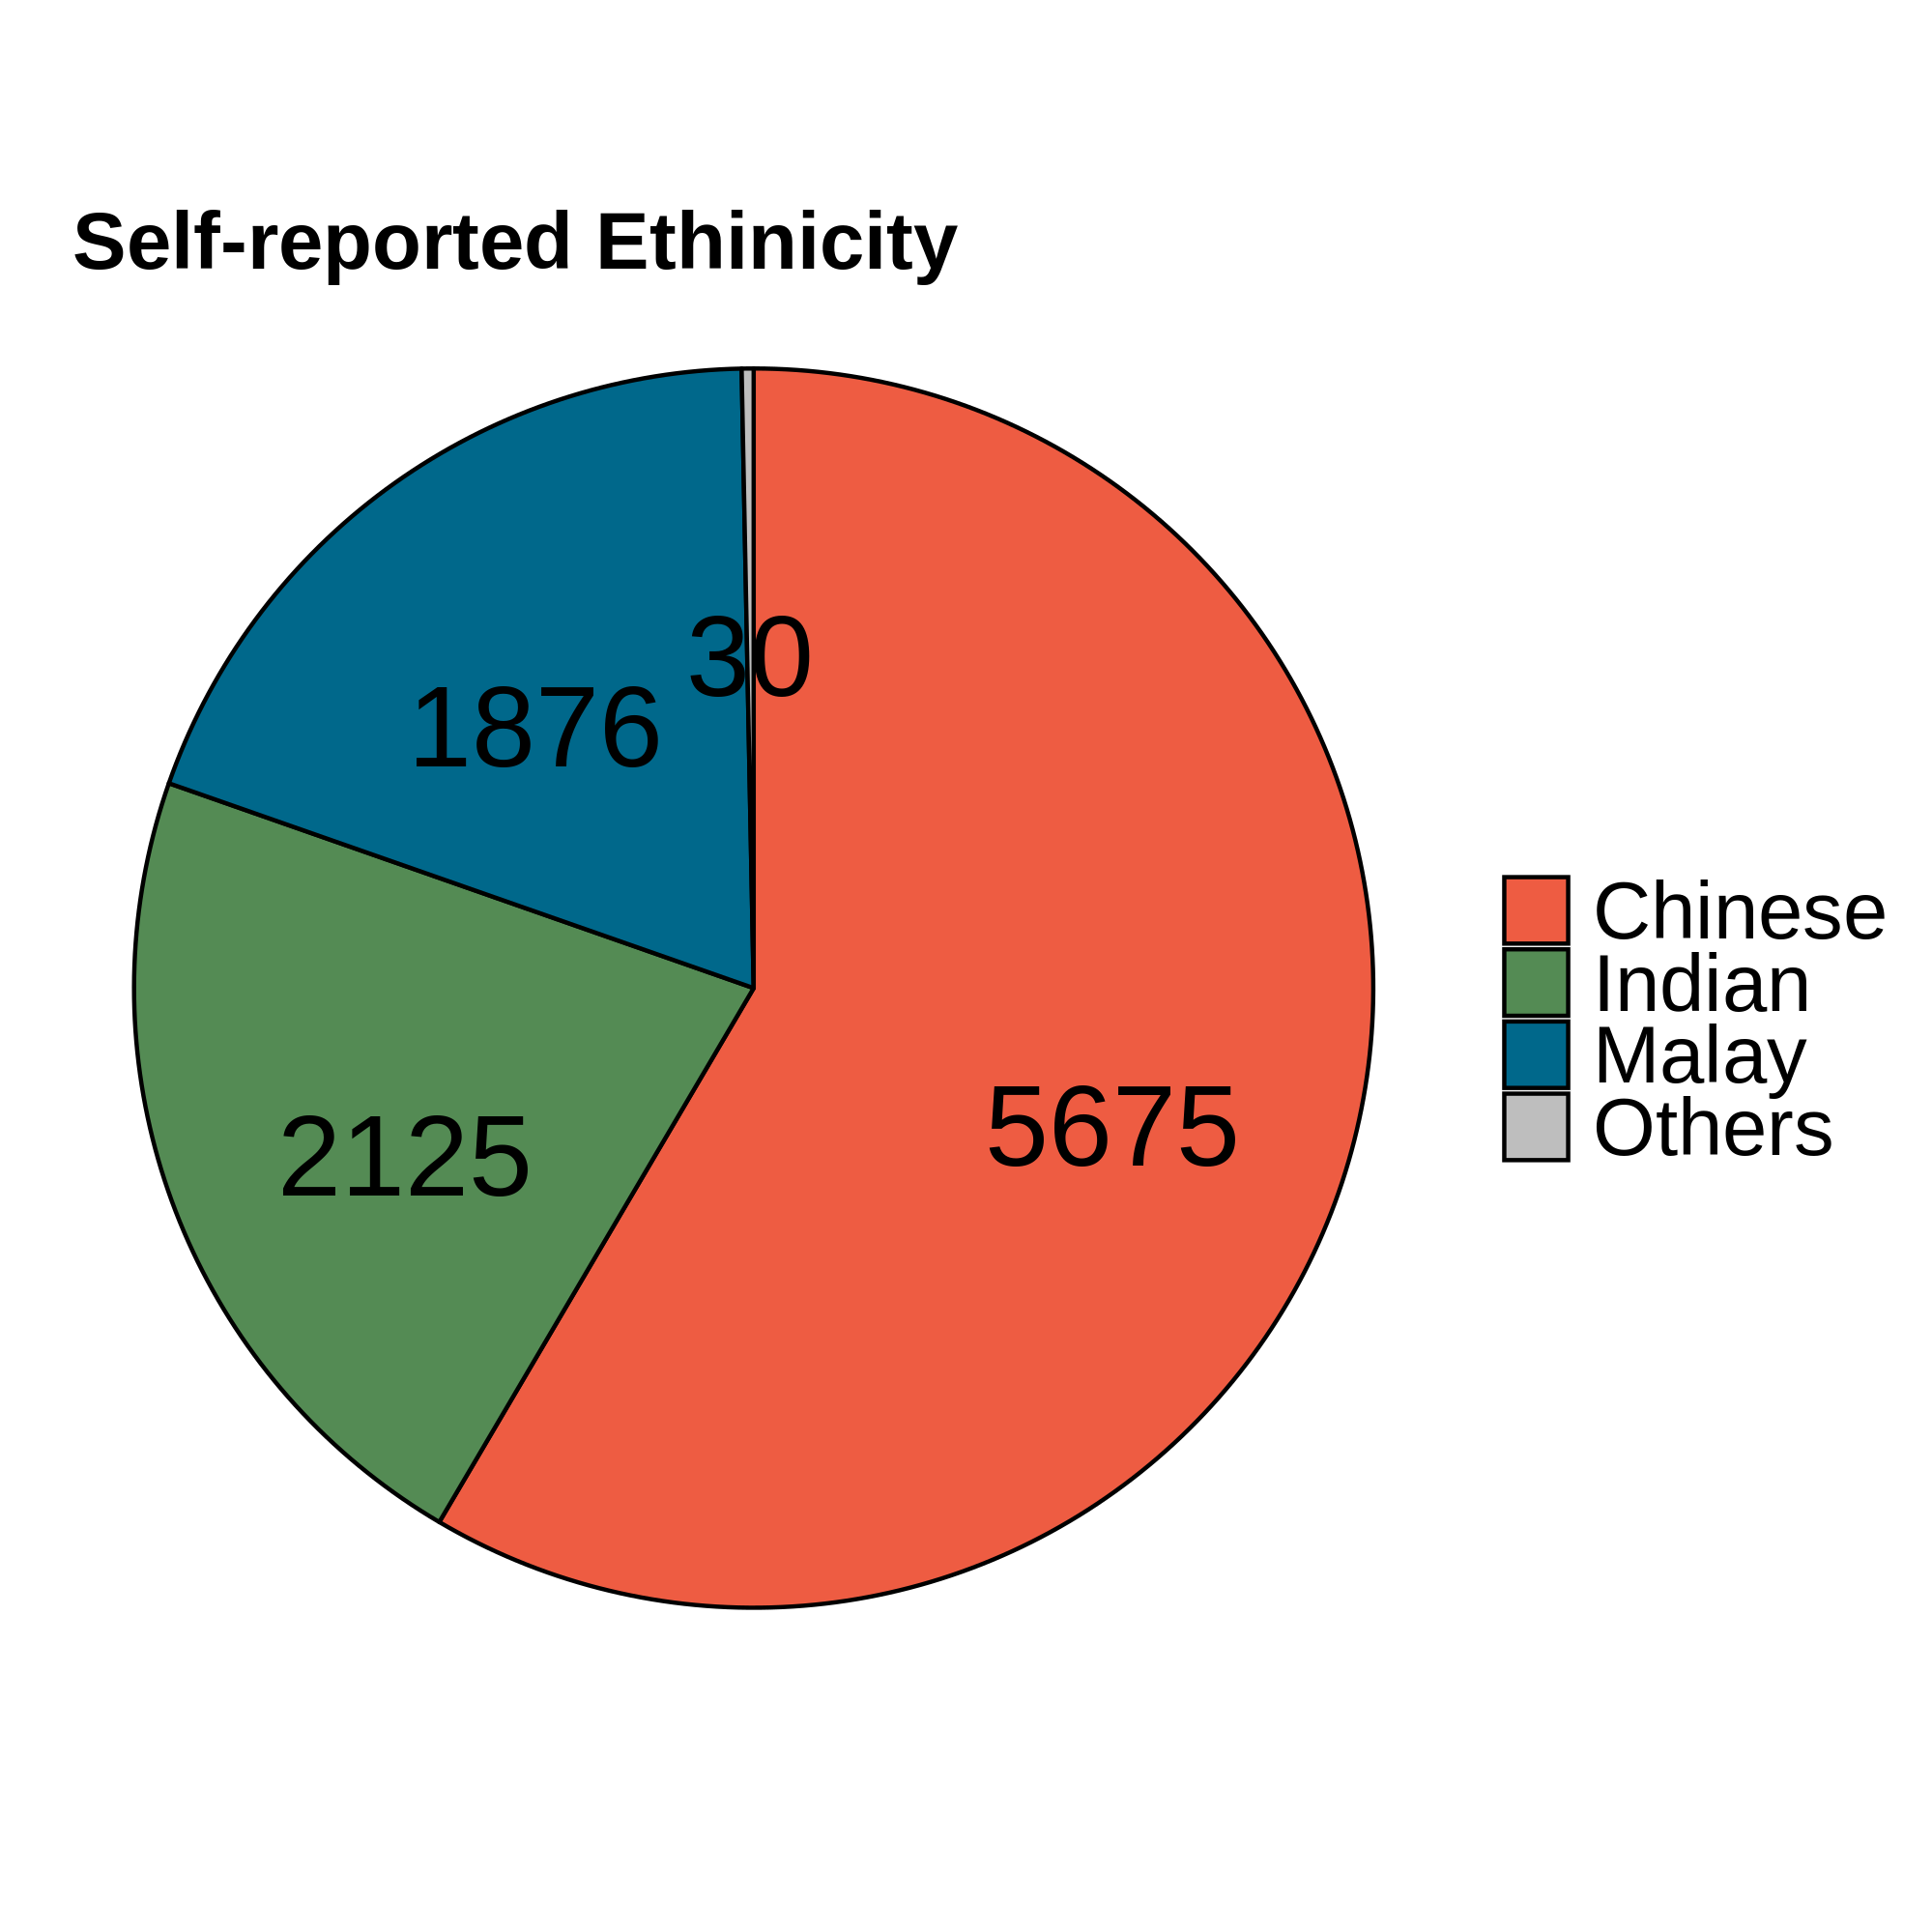 Self-reported Ethinicity
30
1876
5675
2125
Chinese
Indian
Malay
Others